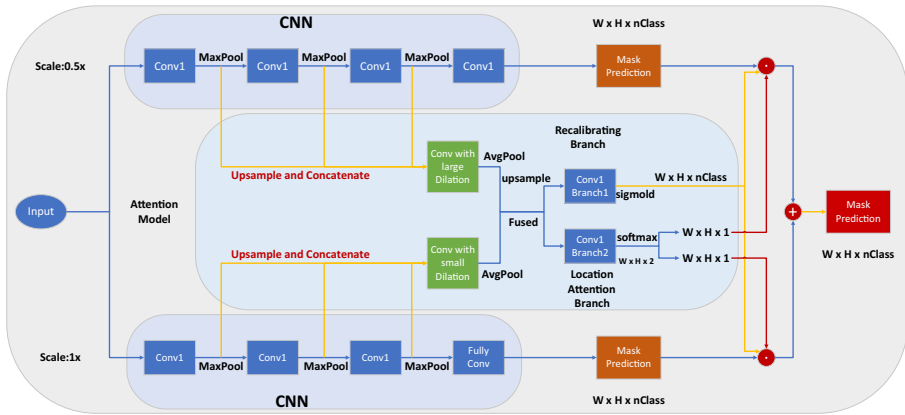 CNN
W x H x nClass
Scale:0.5x
Conv1
MaxPool
Conv1
MaxPool
Conv1
MaxPool
Conv1
Mask
Prediction
Recalibrating
Branch
Conv with
large
Dilation
AvgPool
upsample
Conv1
Branch1
W x H x nClass
sigmold
Upsample and Concatenate
Input
Attention
Model
Fused
Conv1
Branch2
softmax
W x H x 2
W x H x 1
W x H x 1
Mask
Prediction
W x H x nClass
Upsample and Concatenate
Conv with
small
Dilation
AvgPool
Location
Attention
Branch
Scale:1x
Conv1
MaxPool
Conv1
MaxPool
Conv1
MaxPool
Fully
Conv
Mask
Prediction
CNN
W x H x nClass